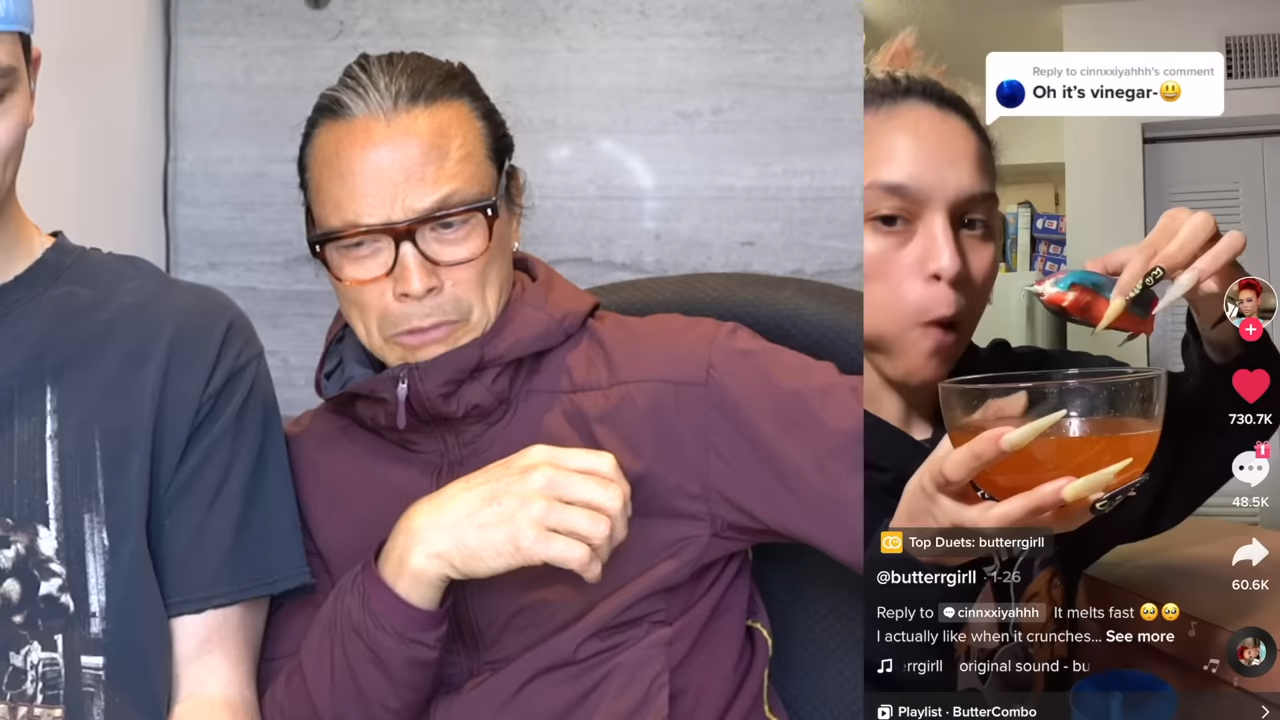 Reply to cinnxxiyahhh's comment
Oh it's vinegar-😃
730.7K
48.5K
60.6K
Top Duets: butterrgirll
@butterrgirll · 1-26
Reply to cinnxxiyahhh It melts fast 🥺🥺
I actually like when it crunches... See more
rrgirll original sound - bu
Playlist · ButterCombo